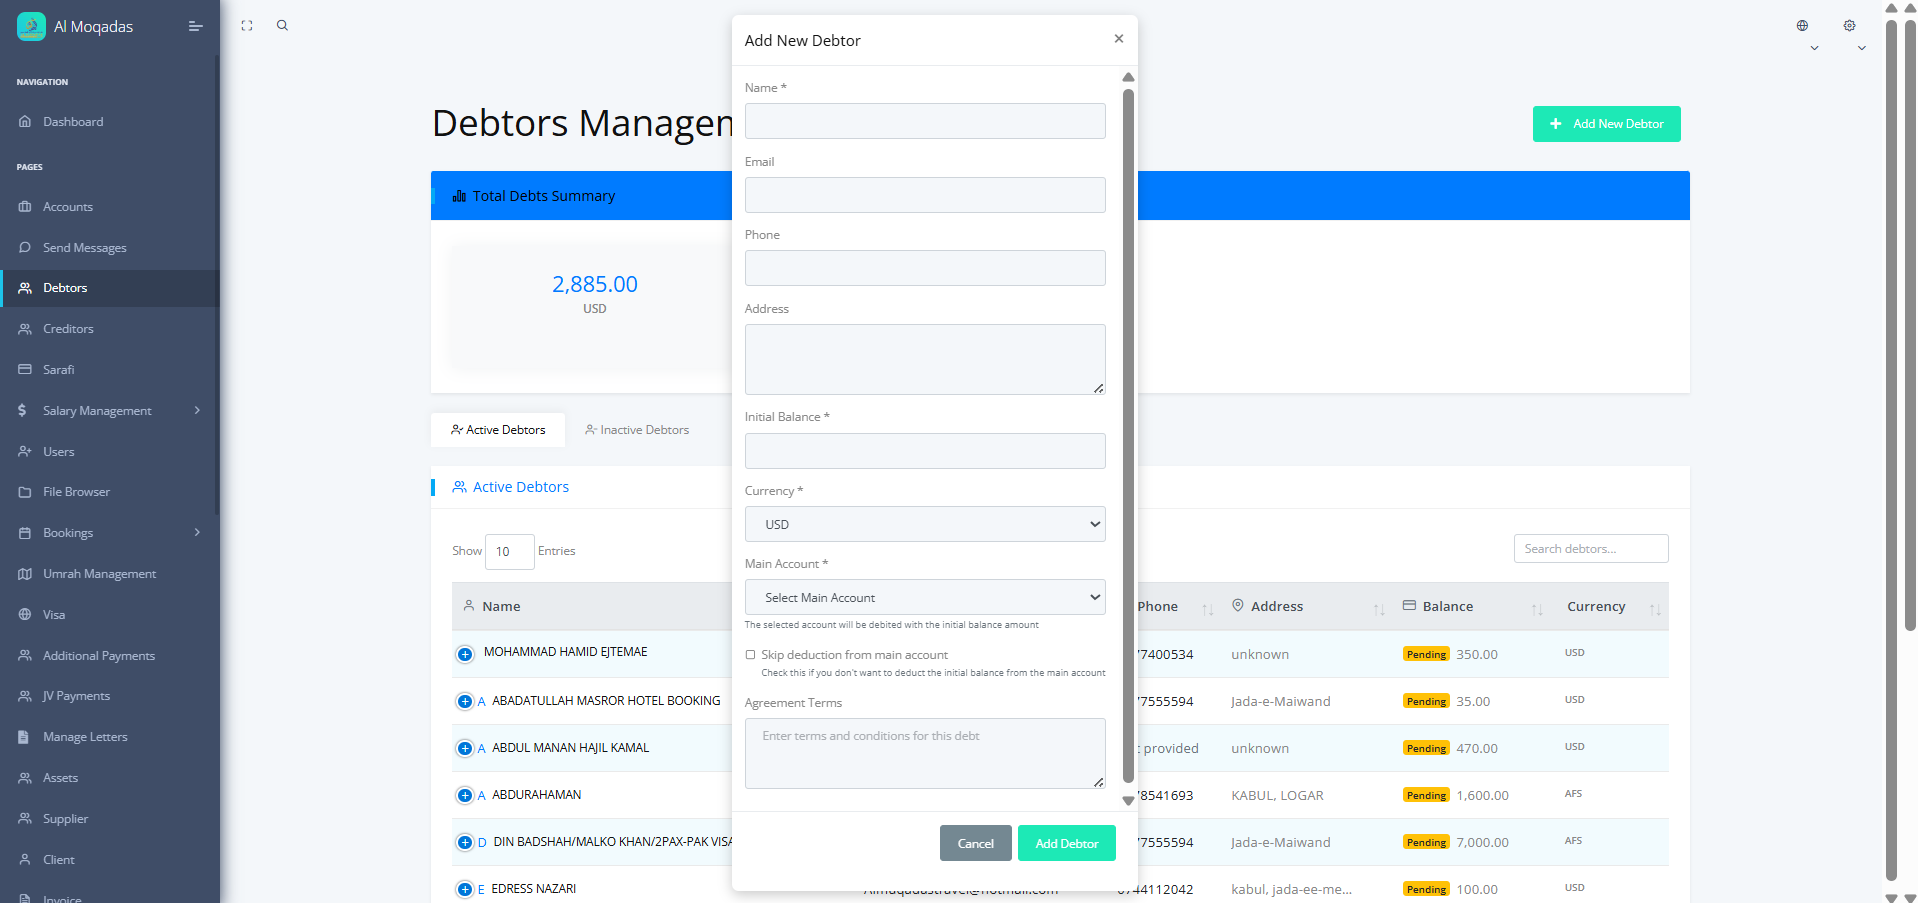 Al Moqadas
NAVIGATION
Dashboard
PAGES
Accounts
Send Messages
Debtors
Creditors
Sarafi
Salary Management
Users
File Browser
Bookings
Umrah Management
Visa
Additional Payments
JV Payments
Manage Letters
Assets
Supplier
Client
Invoice
Debtors Managem
Add New Debtor
Total Debts Summary
2,885.00
USD
Active Debtors
Inactive Debtors
Active Debtors
Show 10 Entries
Search debtors...
Name Phone Address Balance Currency
MOHAMMAD HAMID EJTEMAE 77400534 unknown Pending 350.00 USD
A ABADATULLAH MASROR HOTEL BOOKING 77555594 Jada-e-Maiwand Pending 35.00 USD
A ABDUL MANAN HAJIL KAMAL provided unknown Pending 470.00 USD
A ABDURAHAMAN 78541693 KABUL, LOGAR Pending 1,600.00 AFS
D DIN BADSHAH/MALKO KHAN/2PAX-PAK VISA 77555594 Jada-e-Maiwand Pending 7,000.00 AFS
E EDRESS NAZARI Almuqadastravel@hotmail.com 0744112042 kabul, jada-ee-me... Pending 100.00 USD
Add New Debtor
×
Name *
Email
Phone
Address
Initial Balance *
Currency *
USD
Main Account *
Select Main Account
The selected account will be debited with the initial balance amount
Skip deduction from main account
Check this if you don't want to deduct the initial balance from the main account
Agreement Terms
Enter terms and conditions for this debt
Cancel
Add Debtor